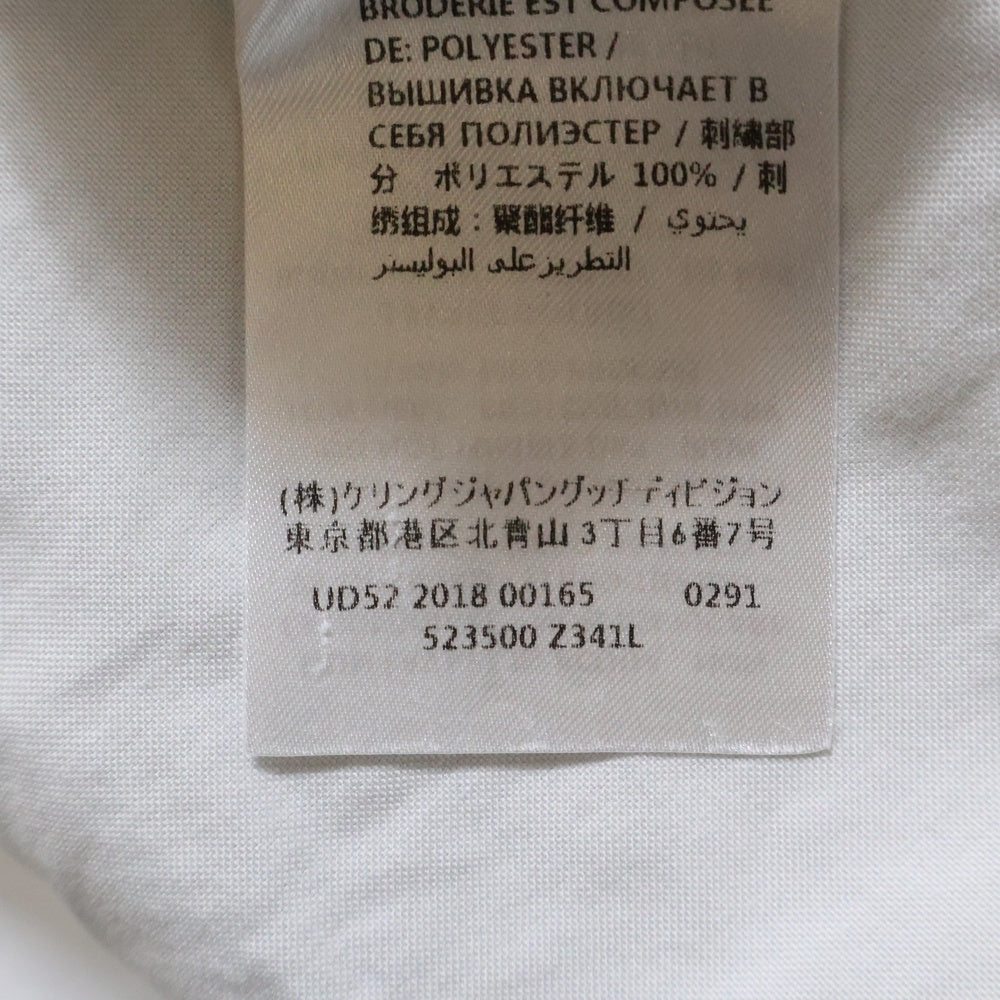 BRODERIE EST COMPOSÉE
DE: POLYESTER /
ВЫШИВКА ВКЛЮЧАЕТ В
СЕБЯ ПОЛИЭСТЕР / 刺繍部
分 ポリエステル 100% / 刺
绣组成 : 聚酯纤维 / يحتوي
التطريز على البوليستر
(株)ケリングジャパングッチ ディビジョン
東京都港区北青山 3丁目6番7号
UD52 2018 00165 0291
523500 Z341L